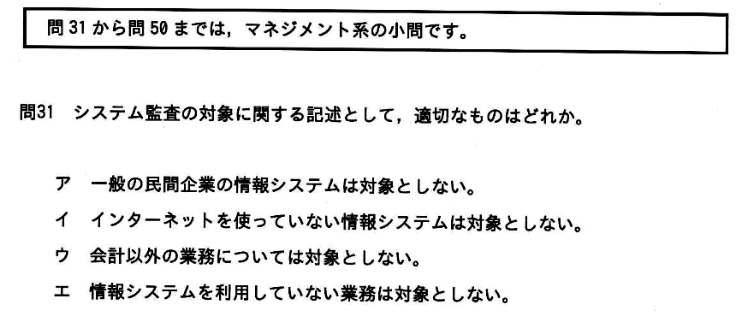 問 31 から問 50 までは，マネジメント系の小問です。
問31 システム監査の対象に関する記述として，適切なものはどれか。
ア 一般の民間企業の情報システムは対象としない。
イ インターネットを使っていない情報システムは対象としない。
ウ 会計以外の業務については対象としない。
エ 情報システムを利用していない業務は対象としない。